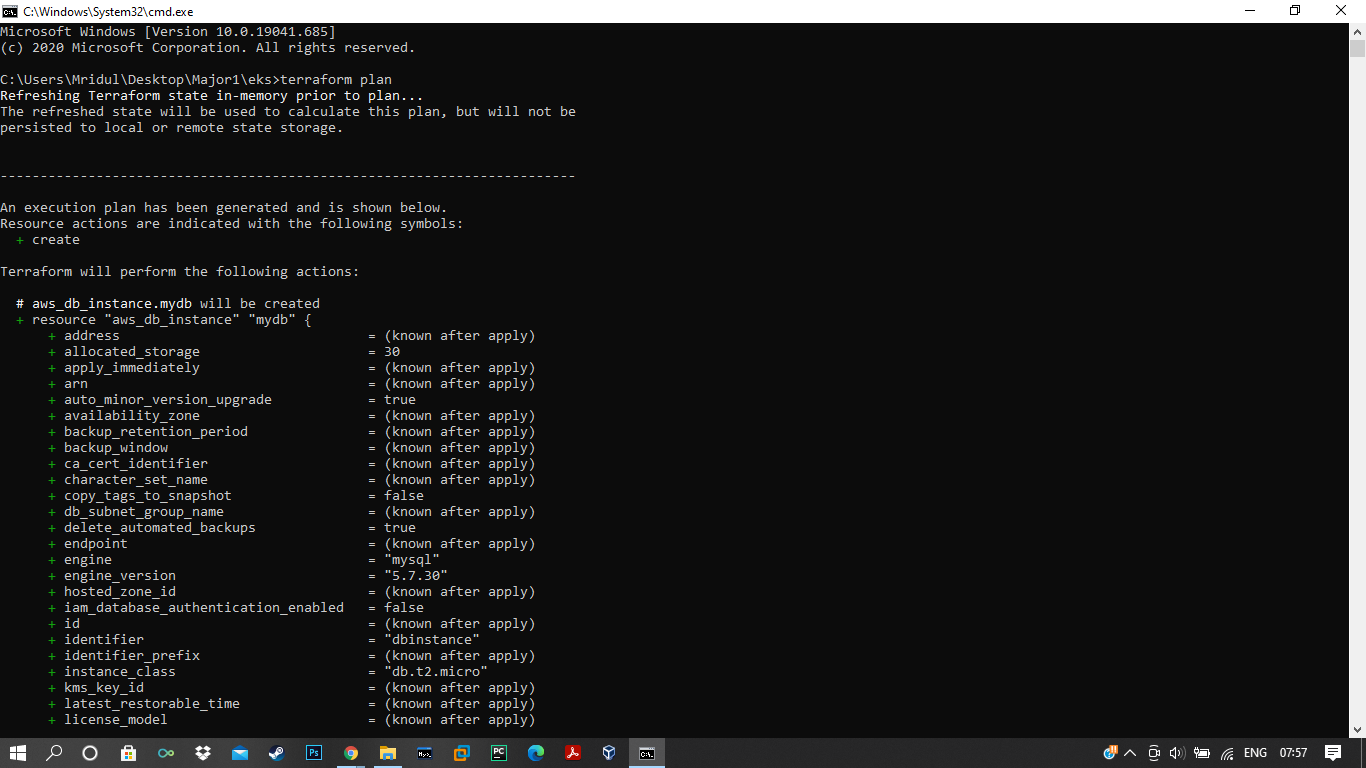 C:\Windows\System32\cmd.exe
Microsoft Windows [Version 10.0.19041.685]
(c) 2020 Microsoft Corporation. All rights reserved.
C:\Users\Mridul\Desktop\Major1\eks>terraform plan
Refreshing Terraform state in-memory prior to plan...
The refreshed state will be used to calculate this plan, but will not be
persisted to local or remote state storage.
------------------------------------------------------------------------
An execution plan has been generated and is shown below.
Resource actions are indicated with the following symbols:
  + create
Terraform will perform the following actions:
  # aws_db_instance.mydb will be created
  + resource "aws_db_instance" "mydb" {
      + address                               = (known after apply)
      + allocated_storage                     = 30
      + apply_immediately                     = (known after apply)
      + arn                                   = (known after apply)
      + auto_minor_version_upgrade            = true
      + availability_zone                     = (known after apply)
      + backup_retention_period               = (known after apply)
      + backup_window                         = (known after apply)
      + ca_cert_identifier                    = (known after apply)
      + character_set_name                    = (known after apply)
      + copy_tags_to_snapshot                 = false
      + db_subnet_group_name                  = (known after apply)
      + delete_automated_backups              = true
      + endpoint                              = (known after apply)
      + engine                                = "mysql"
      + engine_version                        = "5.7.30"
      + hosted_zone_id                        = (known after apply)
      + iam_database_authentication_enabled   = false
      + id                                    = (known after apply)
      + identifier                            = "dbinstance"
      + identifier_prefix                     = (known after apply)
      + instance_class                        = "db.t2.micro"
      + kms_key_id                            = (known after apply)
      + latest_restorable_time                = (known after apply)
      + license_model                         = (known after apply)
Ps
PC
ENG 07:57